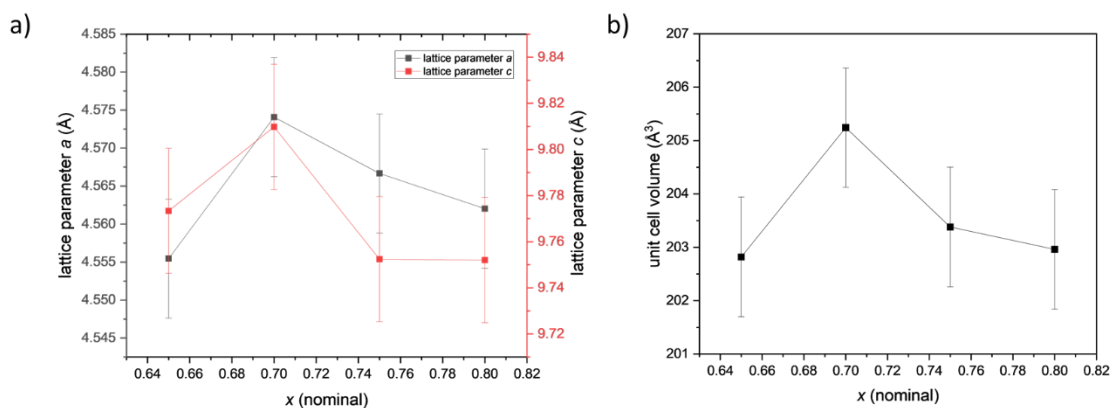 a)
4.585
4.580
4.575
4.570
4.565
4.560
4.555
4.550
4.545
lattice parameter a (Å)
lattice parameter a
lattice parameter c
9.84
9.82
9.80
9.78
9.76
9.74
9.72
lattice parameter c (Å)
0.64 0.66 0.68 0.70 0.72 0.74 0.76 0.78 0.80 0.82
x (nominal)
b)
207
206
205
204
203
202
201
unit cell volume (Å³)
0.64 0.66 0.68 0.70 0.72 0.74 0.76 0.78 0.80 0.82
x (nominal)